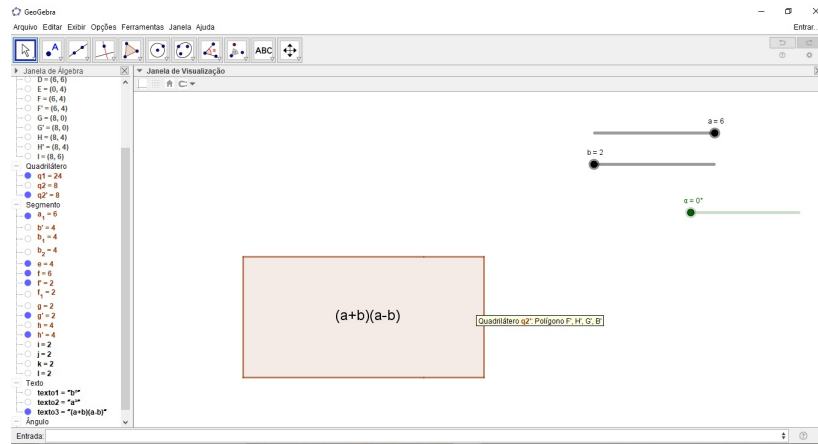 GeoGebra
Arquivo Editar Exibir Opções Ferramentas Janela Ajuda
Entrar...
ABC
Janela de Álgebra
Janela de Visualização
D = (6, 6)
E = (0, 4)
F = (6, 4)
F' = (6, 4)
G = (8, 0)
G' = (8, 0)
H = (8, 4)
H' = (8, 4)
I = (8, 6)
Quadrilátero
q1 = 24
q2 = 8
q2' = 8
Segmento
a₁ = 6
b' = 4
b₁ = 4
b₂ = 4
e = 4
f = 6
f' = 2
f₁ = 2
g = 2
g' = 2
h = 4
h' = 4
i = 2
j = 2
k = 2
l = 2
Texto
texto1 = "b²"
texto2 = "a²"
texto3 = "(a+b)(a-b)"
Ângulo
a = 6
b = 2
α = 0°
(a+b)(a-b)
Quadrilátero q2': Polígono F', H', G', B'
Entrada: